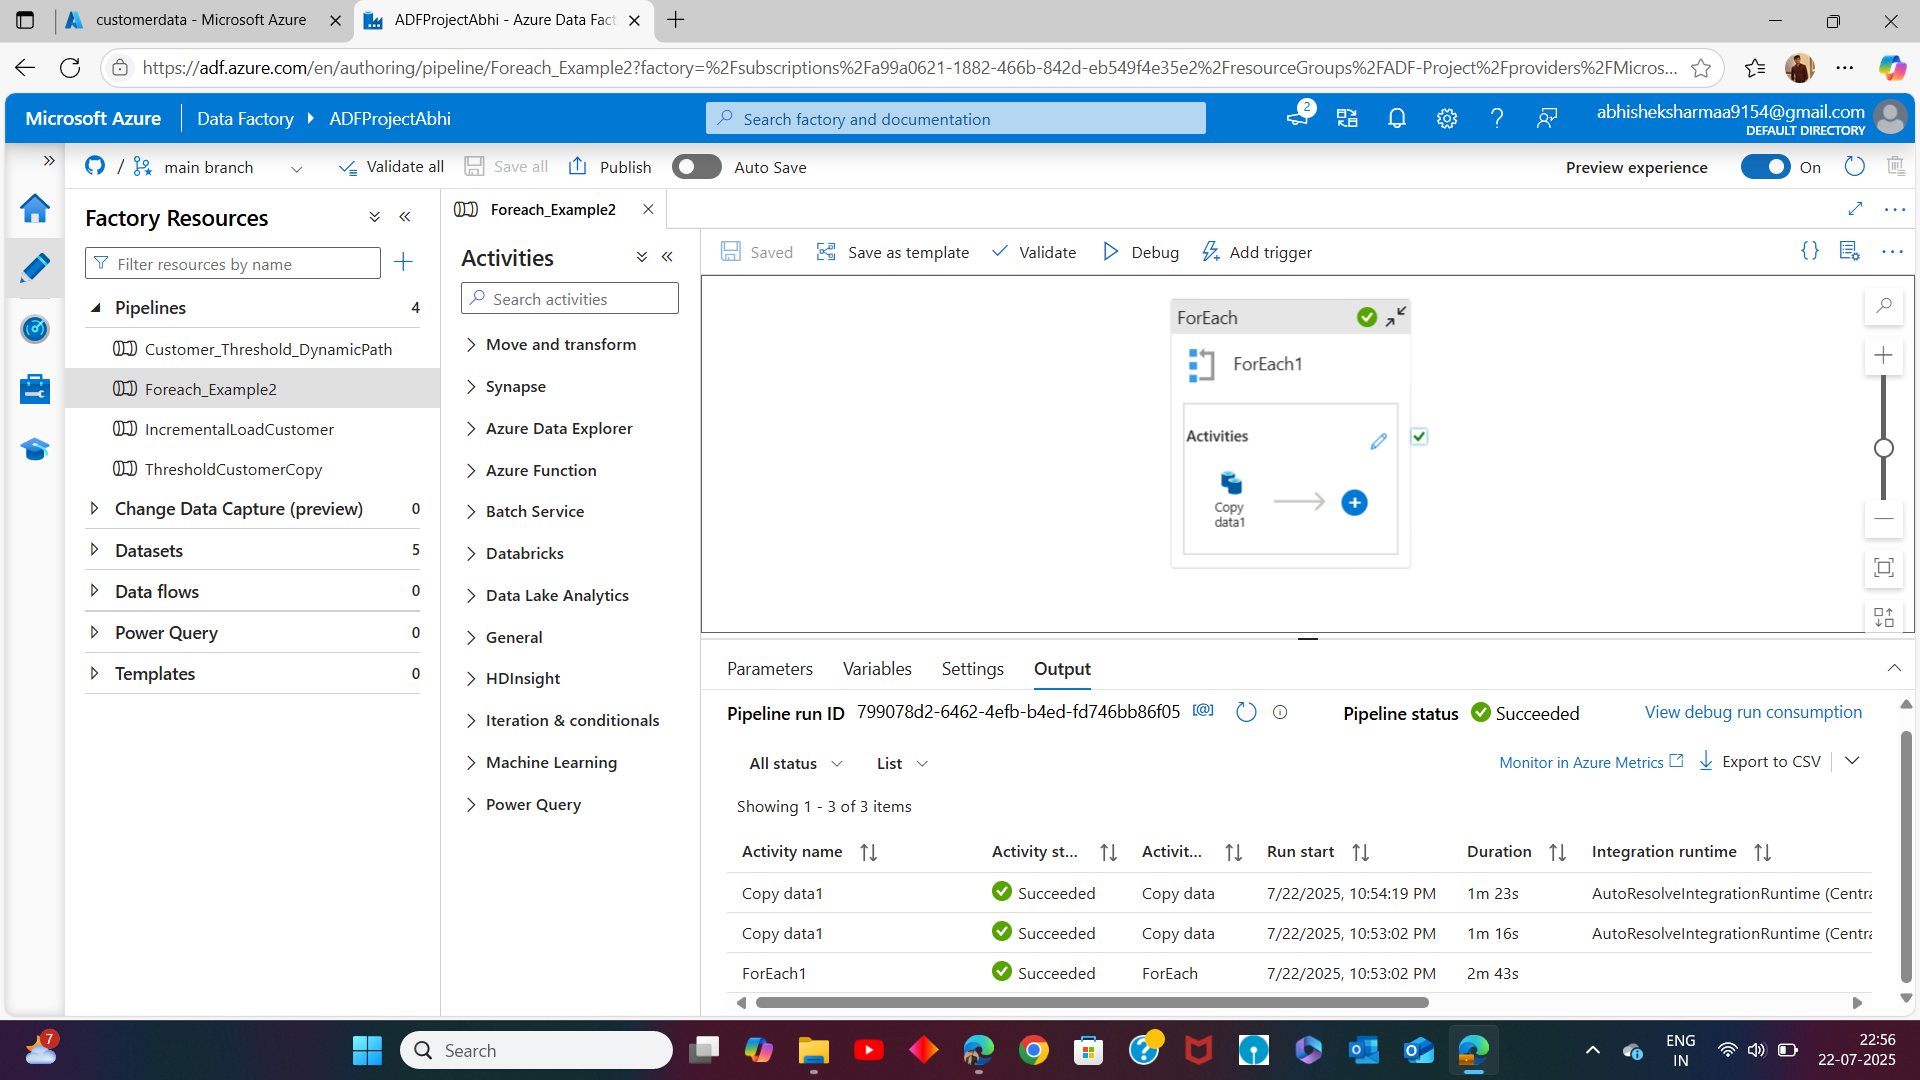 customerdata - Microsoft Azure
ADFProjectAbhi - Azure Data Fact
https://adf.azure.com/en/authoring/pipeline/Foreach_Example2?factory=%2Fsubscriptions%2Fa99a0621-1882-466b-842d-eb549f4e35e2%2FresourceGroups%2FADF-Project%2Fproviders%2FMicros...
Microsoft Azure
Data Factory
ADFProjectAbhi
Search factory and documentation
2
abhisheksharmaa9154@gmail.com
DEFAULT DIRECTORY
/ main branch
Validate all
Save all
Publish
Auto Save
Preview experience
On
Factory Resources
Filter resources by name
Pipelines 4
Customer_Threshold_DynamicPath
Foreach_Example2
IncrementalLoadCustomer
ThresholdCustomerCopy
Change Data Capture (preview) 0
Datasets 5
Data flows 0
Power Query 0
Templates 0
Foreach_Example2
Activities
Search activities
Move and transform
Synapse
Azure Data Explorer
Azure Function
Batch Service
Databricks
Data Lake Analytics
General
HDInsight
Iteration & conditionals
Machine Learning
Power Query
Saved
Save as template
Validate
Debug
Add trigger
ForEach
ForEach1
Activities
Copy
data1
Parameters Variables Settings Output
Pipeline run ID 799078d2-6462-4efb-b4ed-fd746bb86f05
Pipeline status Succeeded
View debug run consumption
All status
List
Monitor in Azure Metrics
Export to CSV
Showing 1 - 3 of 3 items
Activity name Activity st... Activit... Run start Duration Integration runtime
Copy data1 Succeeded Copy data 7/22/2025, 10:54:19 PM 1m 23s AutoResolveIntegrationRuntime (Centra
Copy data1 Succeeded Copy data 7/22/2025, 10:53:02 PM 1m 16s AutoResolveIntegrationRuntime (Centra
ForEach1 Succeeded ForEach 7/22/2025, 10:53:02 PM 2m 43s
7
Search
ENG
IN
22:56
22-07-2025